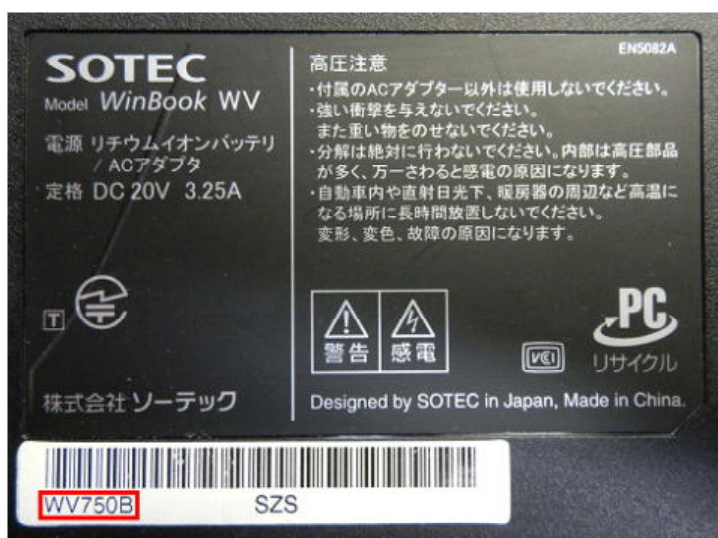 SOTEC
Model WinBook WV
電源 リチウムイオンバッテリ
/ ACアダプタ
定格 DC 20V 3.25A
T
株式会社 ソーテック
EN5082A
高圧注意
・付属のACアダプター以外は使用しないでください。
・強い衝撃を与えないでください。
また重い物をのせないでください。
・分解は絶対に行わないでください。内部は高圧部品
が多く、万一さわると感電の原因になります。
・自動車内や直射日光下、暖房器の周辺など高温に
なる場所に長時間放置しないでください。
変形、変色、故障の原因になります。
警告 感電
VCI
PC
リサイクル
Designed by SOTEC in Japan, Made in China.
WV750B SZS